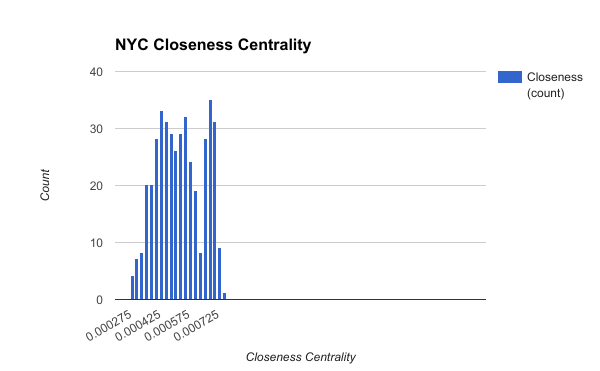 NYC Closeness Centrality
40
30
20
10
0
Count
Closeness
(count)
0.000275
0.000425
0.000575
0.000725
Closeness Centrality